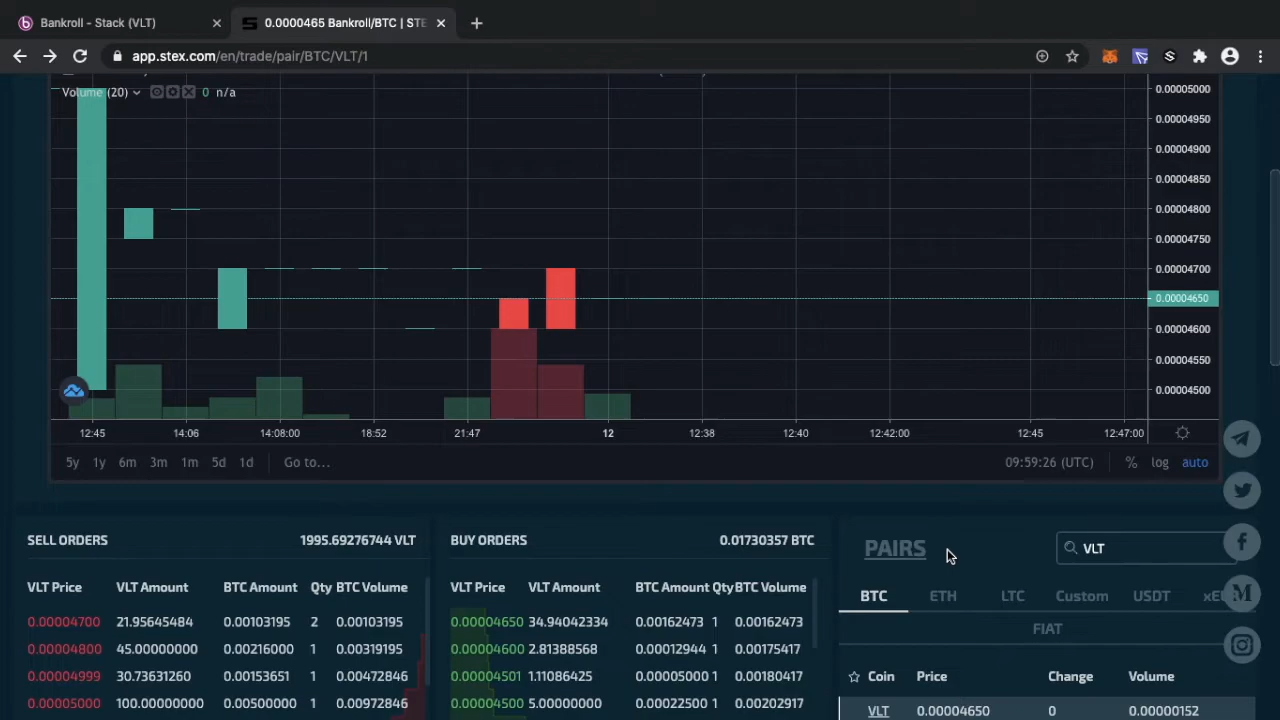 Bankroll - Stack (VLT)
0.0000465 Bankroll/BTC | STE
app.stex.com/en/trade/pair/BTC/VLT/1
Volume (20) 0 n/a
0.00005000
0.00004950
0.00004900
0.00004850
0.00004800
0.00004750
0.00004700
0.00004650
0.00004600
0.00004550
0.00004500
12:45 14:06 14:08:00 18:52 21:47 12 12:38 12:40 12:42:00 12:45 12:47:00
5y 1y 6m 3m 1m 5d 1d Go to... 09:59:26 (UTC) % log auto
SELL ORDERS 1995.69276744 VLT
VLT Price VLT Amount BTC Amount Qty BTC Volume
0.00004700 21.95645484 0.00103195 2 0.00103195
0.00004800 45.00000000 0.00216000 1 0.00319195
0.00004999 30.73631260 0.00153651 1 0.00472846
0.00005000 100.00000000 0.00500000 1 0.00972846
BUY ORDERS 0.01730357 BTC
VLT Price VLT Amount BTC Amount Qty BTC Volume
0.00004650 34.94042334 0.00162473 1 0.00162473
0.00004600 2.81388568 0.00012944 1 0.00175417
0.00004501 1.11086425 0.00005000 1 0.00180417
0.00004500 5.00000000 0.00022500 1 0.00202917
PAIRS VLT
BTC ETH LTC Custom USDT
FIAT
Coin Price Change Volume
VLT 0.00004650 0 0.00000152